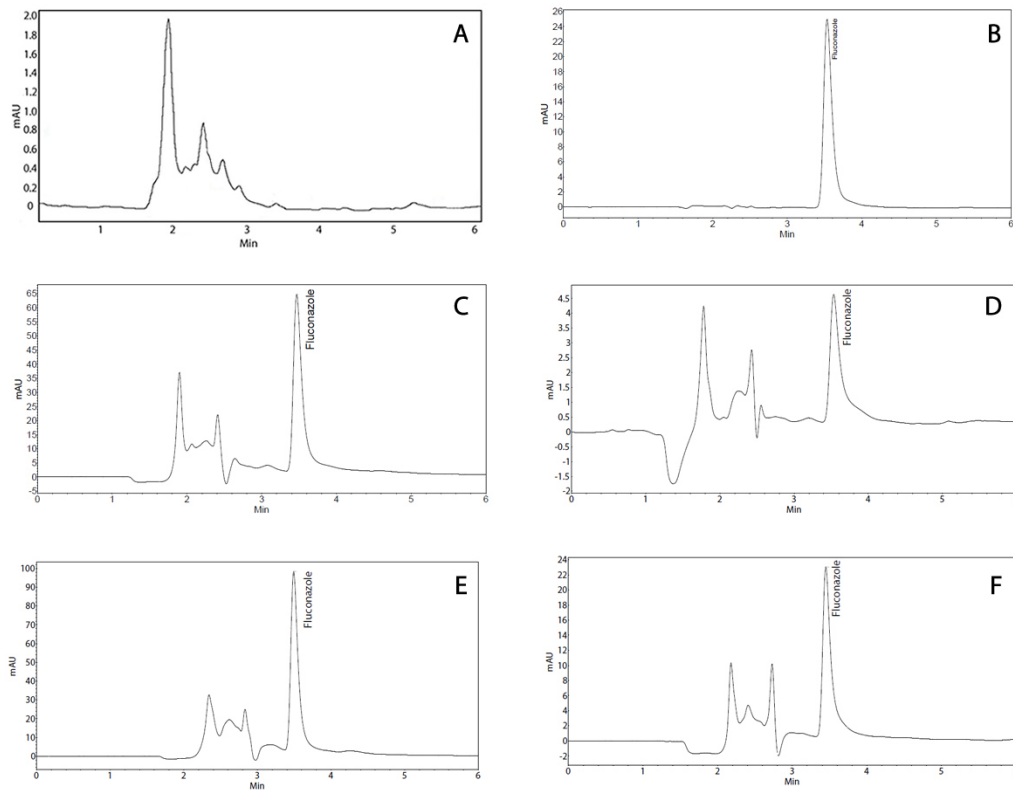 A
mAU
2.0
1.8
1.6
1.4
1.2
1.0
0.8
0.6
0.4
0.2
0
1 2 3 4 5 6
Min
B
Fluconazole
mAU
26
24
22
20
18
16
14
12
10
8
6
4
2
0
-2
0 1 2 3 4 5 6
Min
C
Fluconazole
mAU
65
60
55
50
45
40
35
30
25
20
15
10
5
0
-5
0 1 2 3 4 5 6
Min
D
Fluconazole
mAU
4.5
4
3.5
3
2.5
2
1.5
1
0.5
0
-0.5
-1
-1.5
-2
0 1 2 3 4 5
Min
E
Fluconazole
mAU
100
90
80
70
60
50
40
30
20
10
0
0 1 2 3 4 5 6
Min
F
Fluconazole
mAU
24
22
20
18
16
14
12
10
8
6
4
2
0
-2
0 1 2 3 4 5
Min